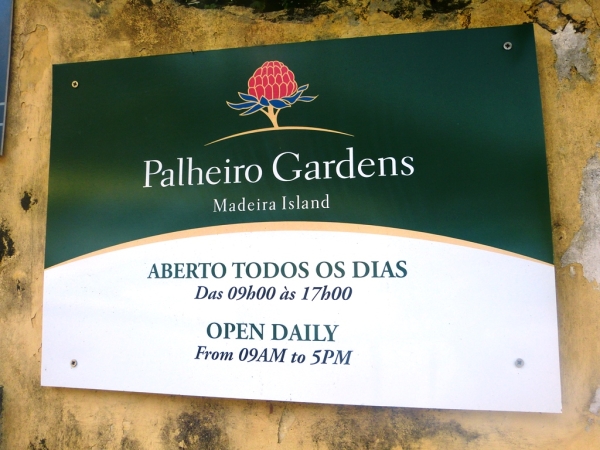 Palheiro Gardens
Madeira Island
ABERTO TODOS OS DIAS
Das 09h00 às 17h00
OPEN DAILY
From 09AM to 5PM